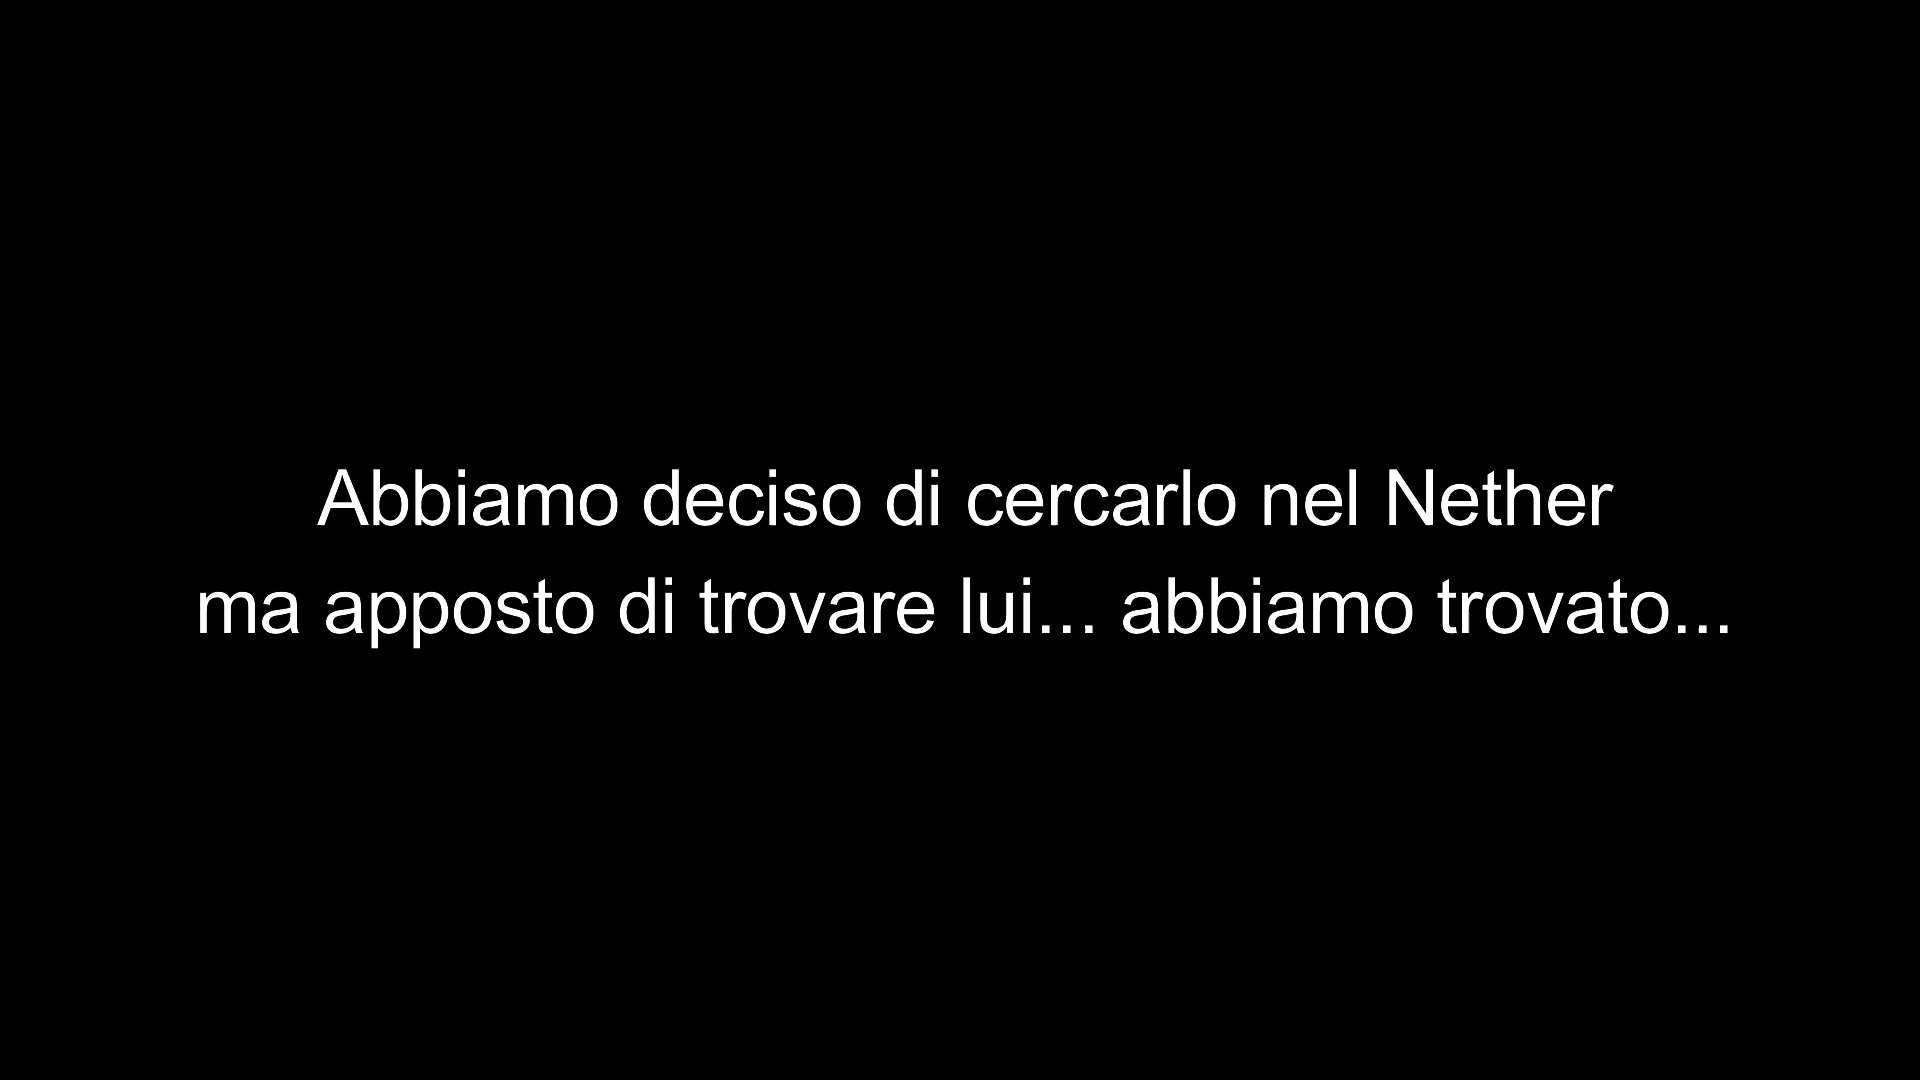 Abbiamo deciso di cercarlo nel Nether
ma apposto di trovare lui... abbiamo trovato...